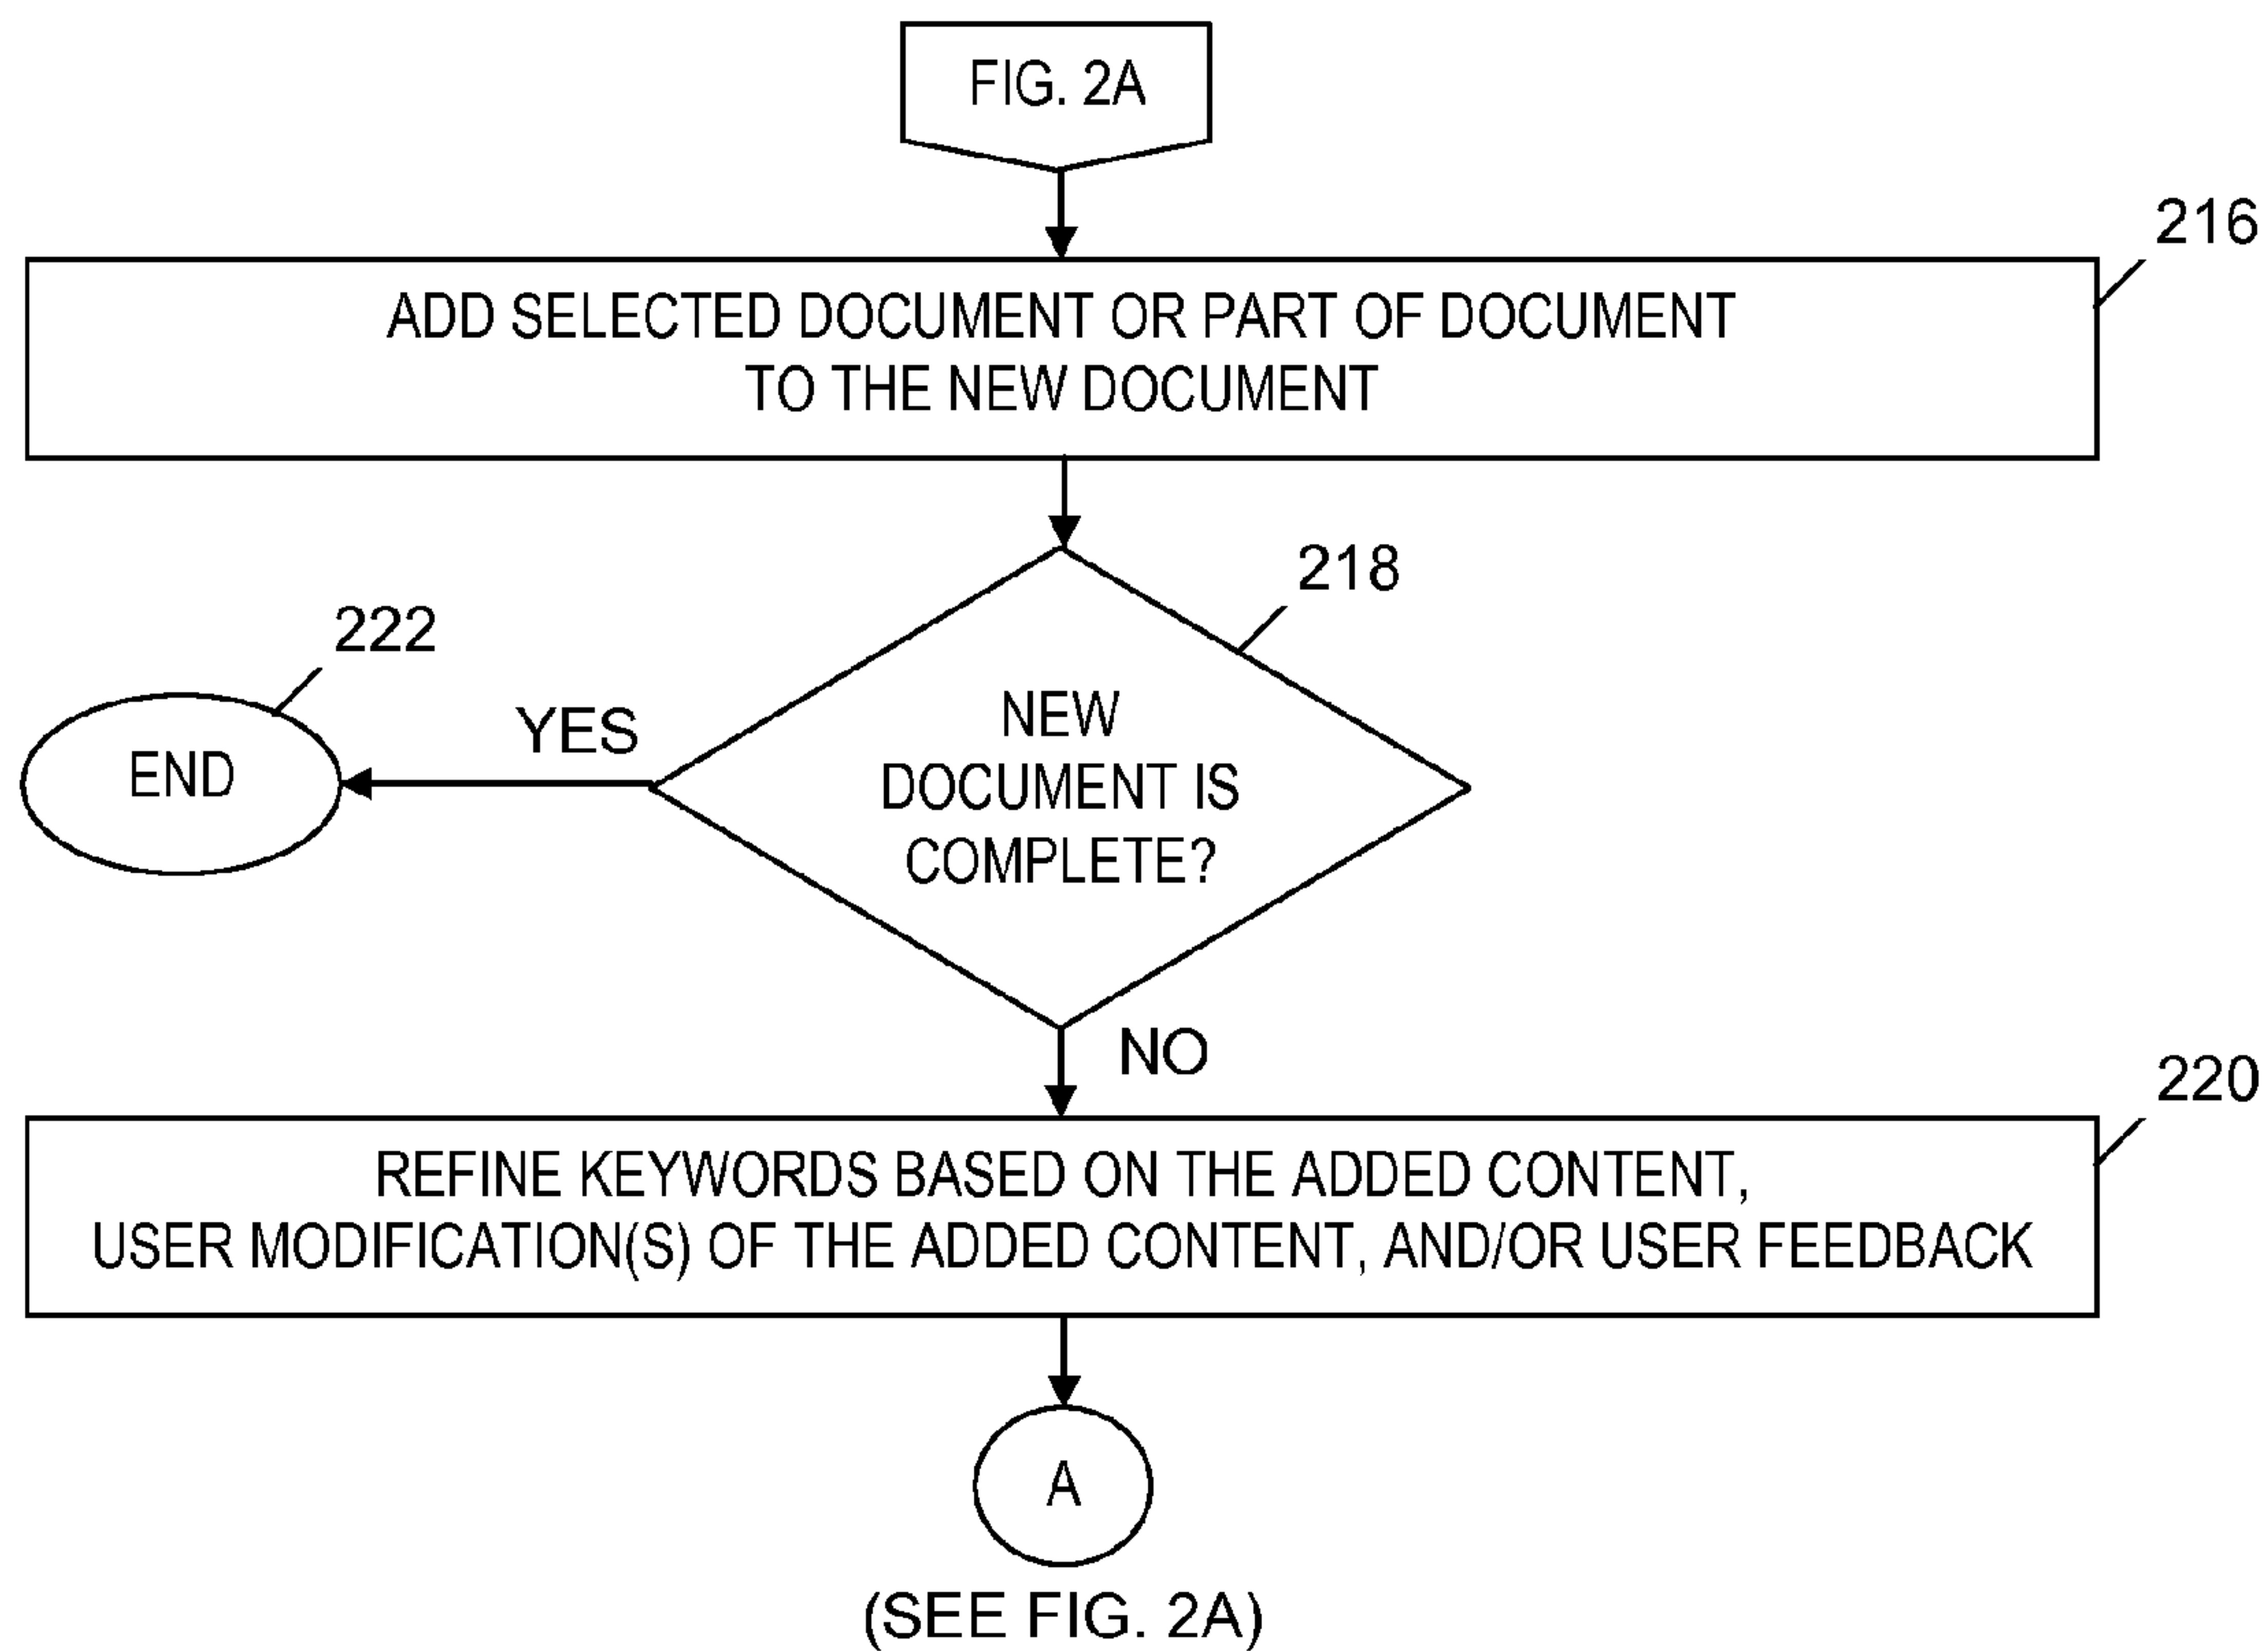 FIG. 2A
216
ADD SELECTED DOCUMENT OR PART OF DOCUMENT
TO THE NEW DOCUMENT
218
222
NEW
DOCUMENT IS
COMPLETE?
YES
END
NO
220
REFINE KEYWORDS BASED ON THE ADDED CONTENT,
USER MODIFICATION(S) OF THE ADDED CONTENT, AND/OR USER FEEDBACK
A
(SEE FIG. 2A)